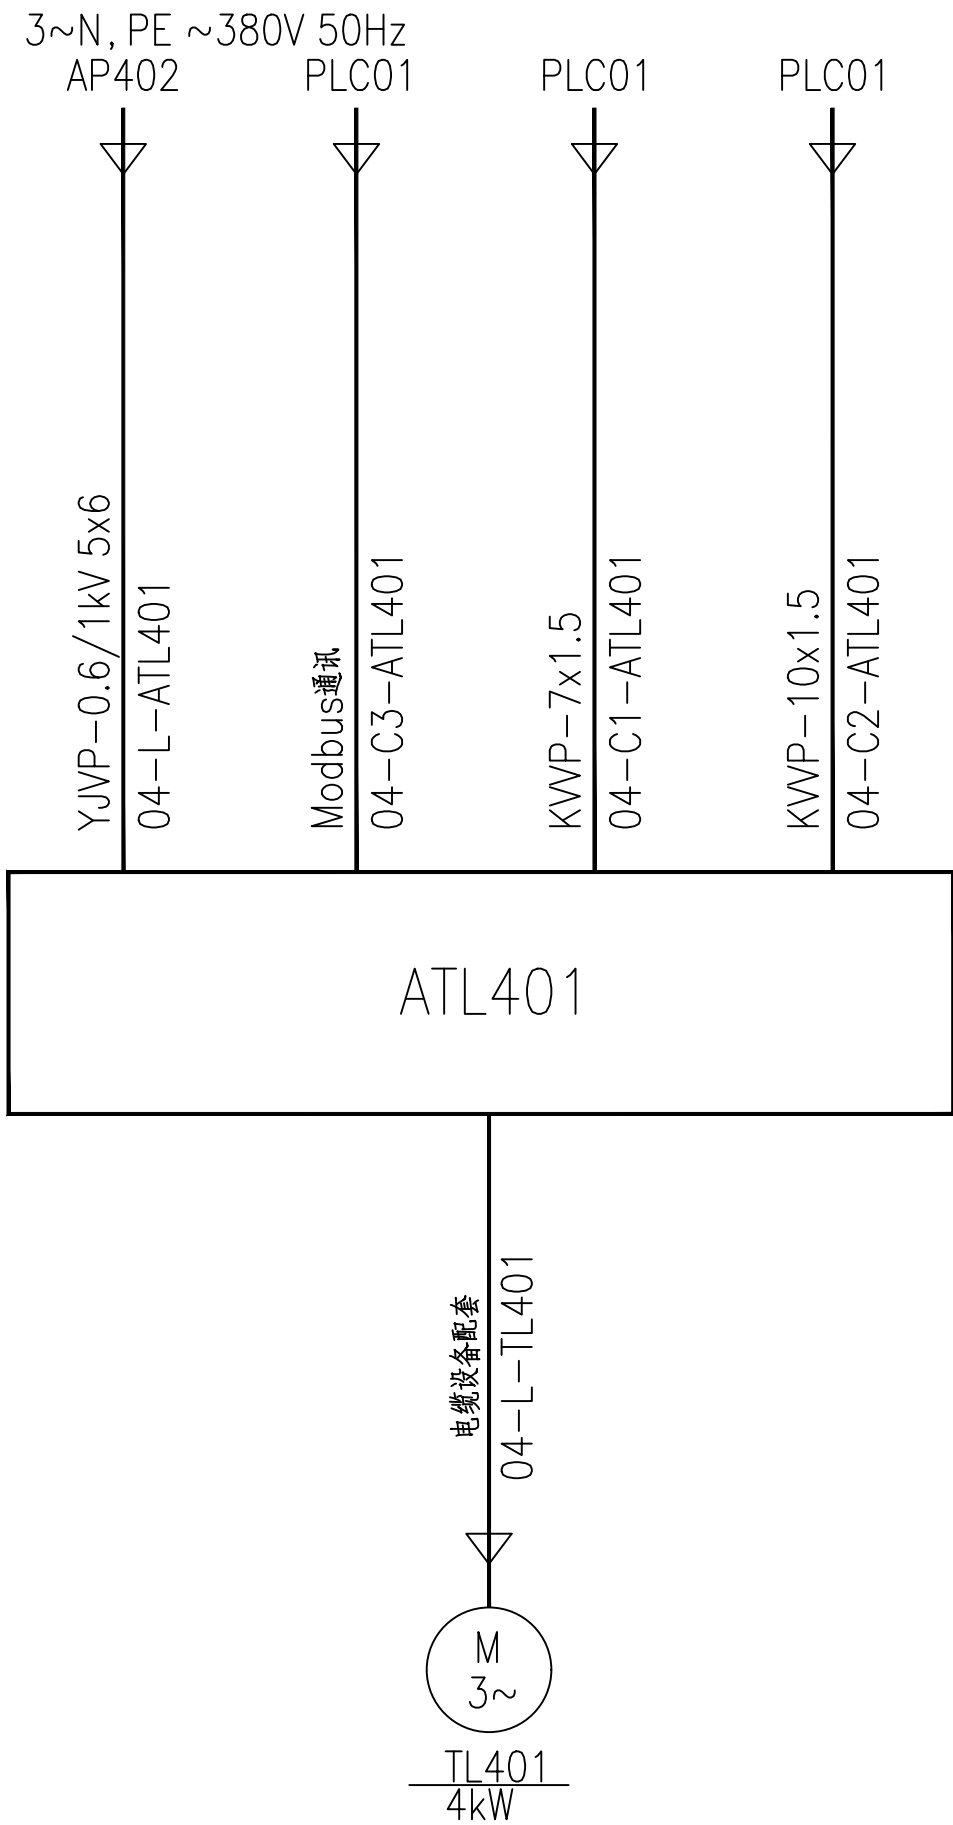 3~N, PE ~380V 50Hz
AP402
PLC01
PLC01
PLC01
YJVP-0.6/1kV 5x6
04-L-ATL401
Modbus通讯
04-C3-ATL401
KVVP-7x1.5
04-C1-ATL401
KVVP-10x1.5
04-C2-ATL401
ATL401
电缆设备配套
04-L-TL401
M
3~
TL401
4kW